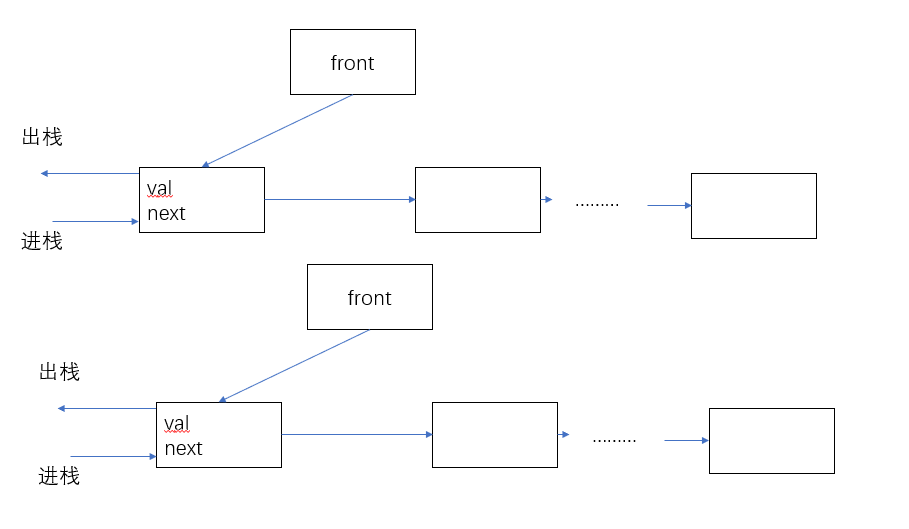 front
出栈
val
next
.........
进栈
front
出栈
val
next
.........
进栈